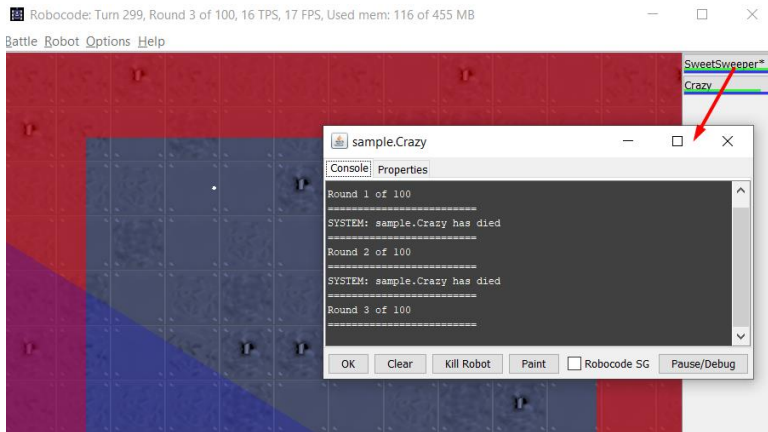 Robocode: Turn 299, Round 3 of 100, 16 TPS, 17 FPS, Used mem: 116 of 455 MB
Battle Robot Options Help
SweetSweeper*
Crazy
sample.Crazy
Console Properties
Round 1 of 100
=========================
SYSTEM: sample.Crazy has died
=========================
Round 2 of 100
=========================
SYSTEM: sample.Crazy has died
=========================
Round 3 of 100
=========================
OK Clear Kill Robot Paint Robocode SG Pause/Debug